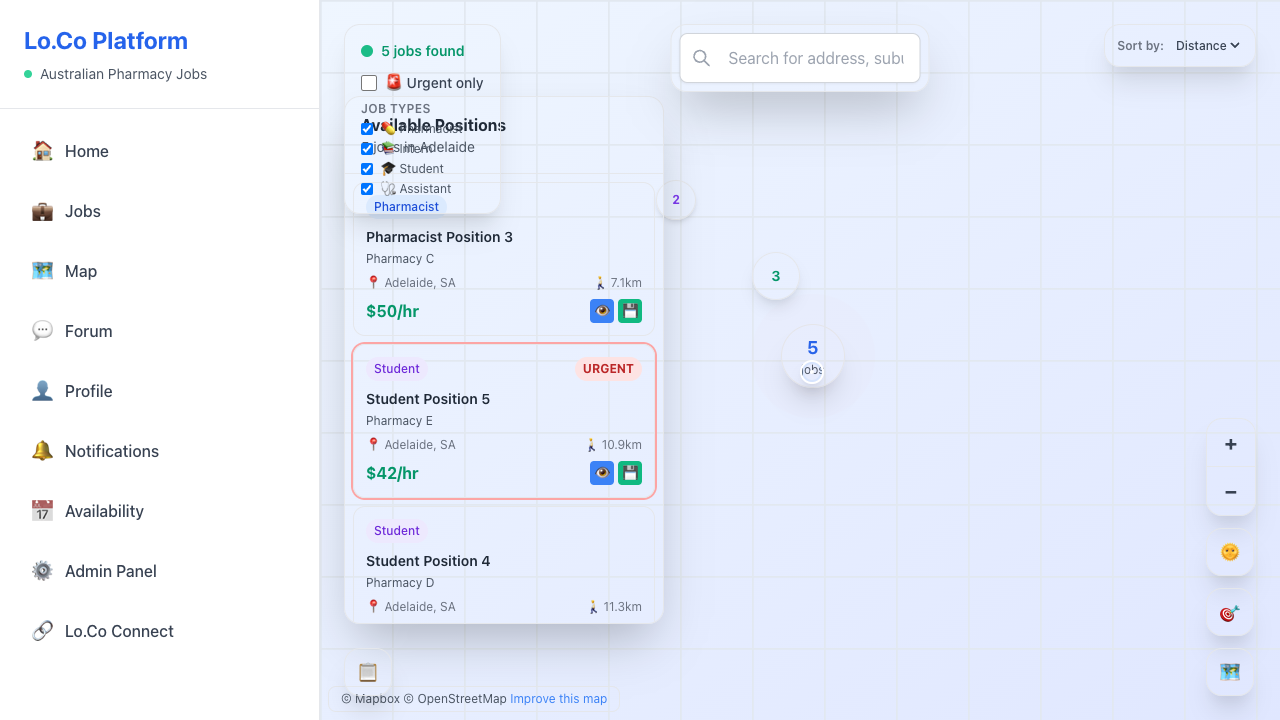 Lo.Co Platform
Australian Pharmacy Jobs
Home
Jobs
Map
Forum
Profile
Notifications
Availability
Admin Panel
Lo.Co Connect
5 jobs found
Urgent only
JOB TYPES
Pharmacist
Intern
Student
Assistant
Available Positions
jobs in Adelaide
Pharmacist
Pharmacist Position 3
Pharmacy C
Adelaide, SA
7.1km
$50/hr
Student
URGENT
Student Position 5
Pharmacy E
Adelaide, SA
10.9km
$42/hr
Student
Student Position 4
Pharmacy D
Adelaide, SA
11.3km
Search for address, subu
Sort by: Distance
2
3
5
jobs
+
−
© Mapbox © OpenStreetMap Improve this map